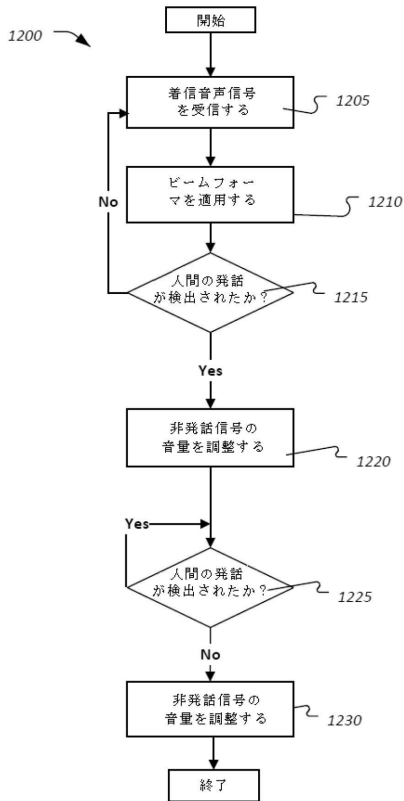 1200
開始
着信音声信号
を受信する
1205
ビームフォー
マを適用する
1210
No
人間の発話
が検出されたか?
1215
Yes
非発話信号の
音量を調整する
1220
Yes
人間の発話
が検出されたか?
1225
No
非発話信号の
音量を調整する
1230
終了